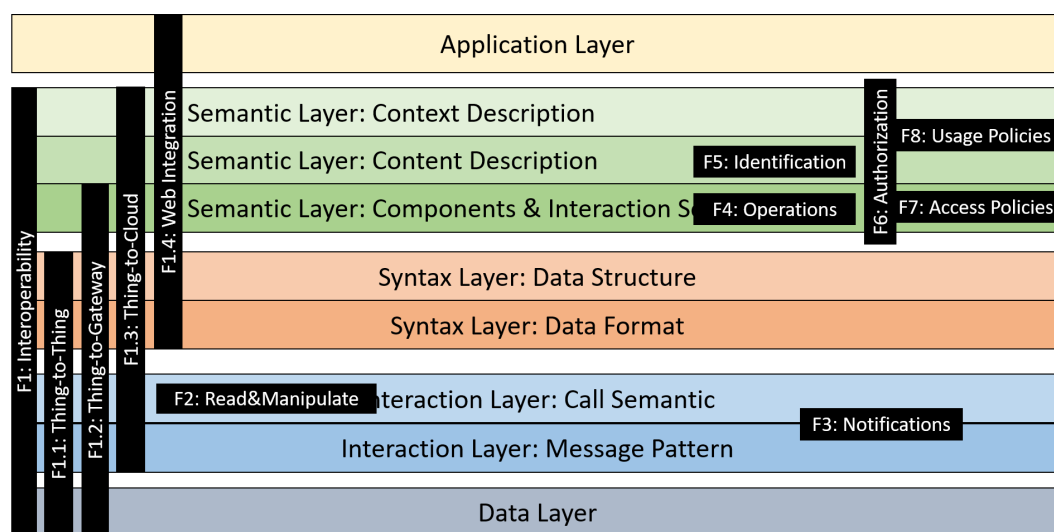 Application Layer
Semantic Layer: Context Description
Semantic Layer: Content Description
Semantic Layer: Components & Interaction
Syntax Layer: Data Structure
Syntax Layer: Data Format
Interaction Layer: Call Semantic
Interaction Layer: Message Pattern
Data Layer
F1: Interoperability
F1.1: Thing-to-Thing
F1.2: Thing-to-Gateway
F1.3: Thing-to-Cloud
F1.4: Web Integration
F2: Read&Manipulate
F3: Notifications
F4: Operations
F5: Identification
F6: Authorization
F7: Access Policies
F8: Usage Policies